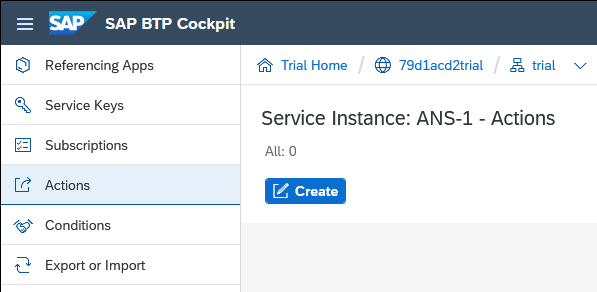 SAP SAP BTP Cockpit
Referencing Apps
Service Keys
Subscriptions
Actions
Conditions
Export or Import
Trial Home / 79d1acd2trial / trial
Service Instance: ANS-1 - Actions
All: 0
Create